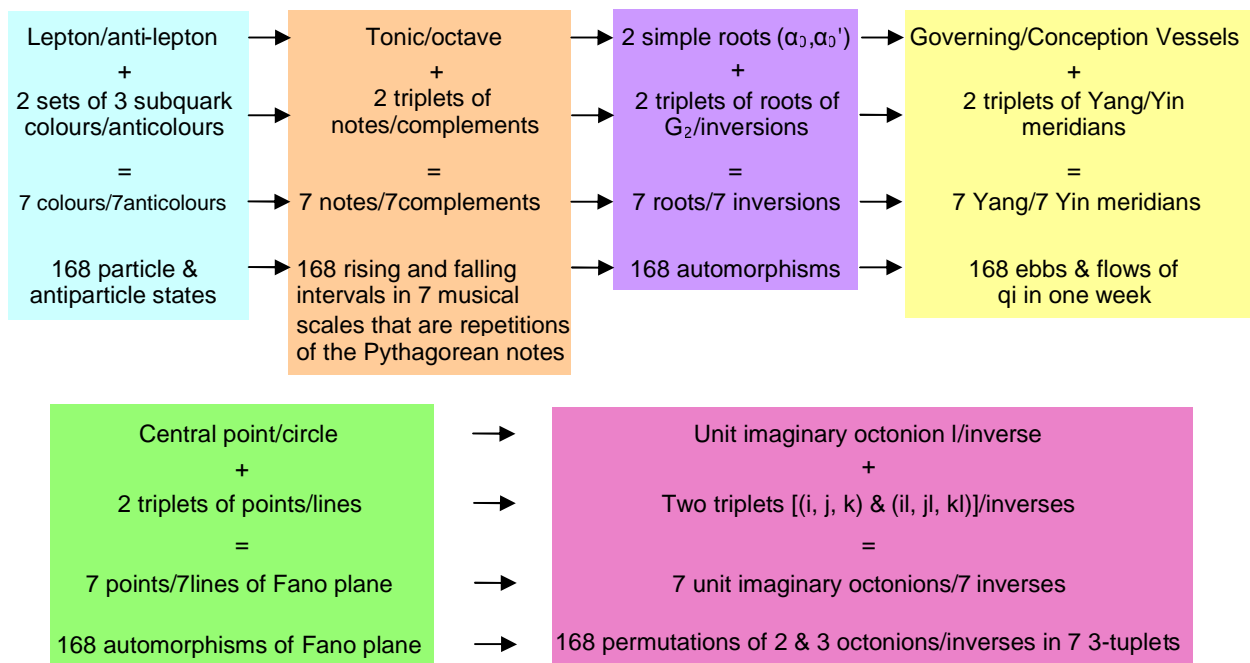 Lepton/anti-lepton
+
2 sets of 3 subquark
colours/anticolours
=
7 colours/7anticolours
168 particle &
antiparticle states
Tonic/octave
+
2 triplets of
notes/complements
=
7 notes/7complements
168 rising and falling
intervals in 7 musical
scales that are repetitions
of the Pythagorean notes
2 simple roots (α₀,α₀')
+
2 triplets of roots of
G₂/inversions
=
7 roots/7 inversions
168 automorphisms
Governing/Conception Vessels
+
2 triplets of Yang/Yin
meridians
=
7 Yang/7 Yin meridians
168 ebbs & flows of
qi in one week
Central point/circle
+
2 triplets of points/lines
=
7 points/7lines of Fano plane
168 automorphisms of Fano plane
Unit imaginary octonion l/inverse
+
Two triplets [(i, j, k) & (il, jl, kl)]/inverses
=
7 unit imaginary octonions/7 inverses
168 permutations of 2 & 3 octonions/inverses in 7 3-tuplets